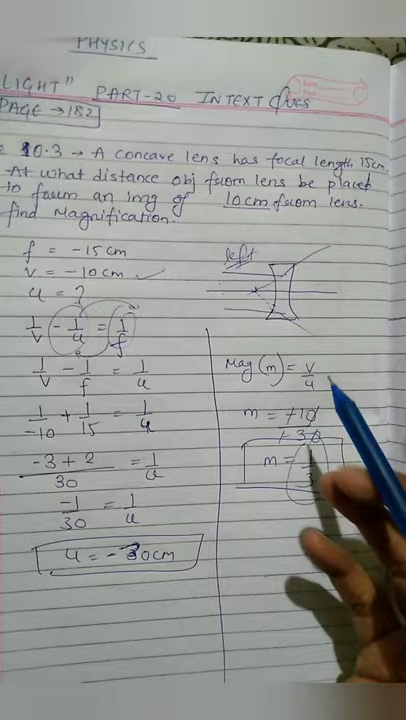 PHYSICS
LIGHT" PART-20 INTEXT Ques
PAGE → 182
10.3 → A concave lens has focal length 15cm.
At what distance obj from lens be placed
to foum an img of 10cm from lens.
find Magnification.
f = -15 cm
v = -10 cm
u = ?
1/v - 1/u = 1/f
1/v - 1/f = 1/u
1/-10 + 1/15 = 1/u
-3 + 2/30 = 1/u
-1/30 = 1/u
u = -30cm
left
Mag (m) = v/u
m = -10/-30
m = 1/3